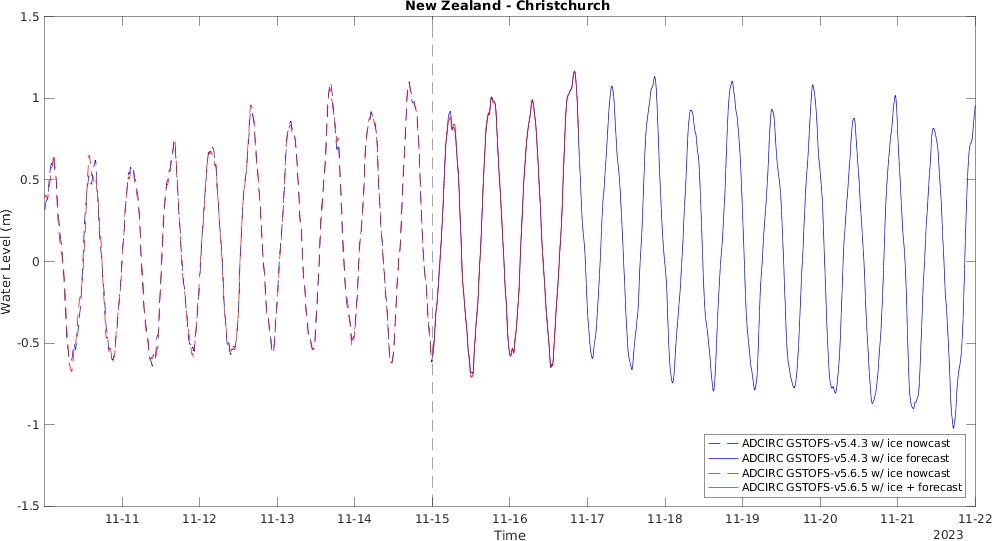 New Zealand - Christchurch
1.5
1
0.5
0
-0.5
-1
-1.5
Water Level (m)
11-11
11-12
11-13
11-14
11-15
11-16
11-17
11-18
11-19
11-20
11-21
11-22
2023
Time
ADCIRC GSTOFS-v5.4.3 w/ ice nowcast
ADCIRC GSTOFS-v5.4.3 w/ ice forecast
ADCIRC GSTOFS-v5.6.5 w/ ice nowcast
ADCIRC GSTOFS-v5.6.5 w/ ice + forecast